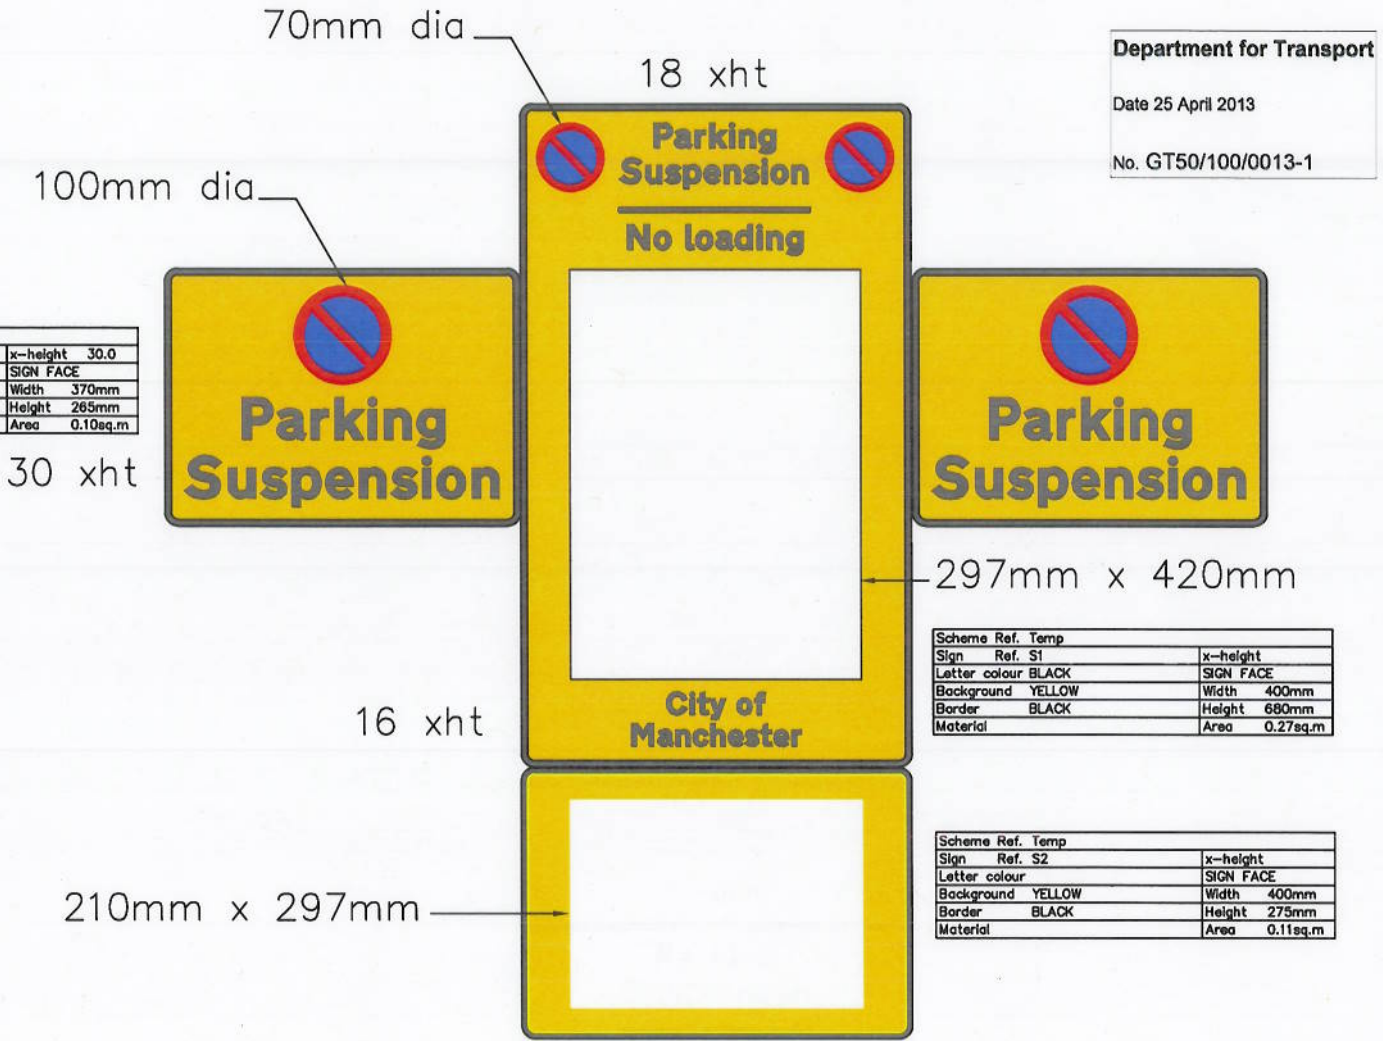 70mm dia
18 xht
Department for Transport
Date 25 April 2013
No. GT50/100/0013-1
100mm dia
Parking
Suspension
No loading
x-height 30.0
SIGN FACE
Width 370mm
Height 265mm
Area 0.10sq.m
30 xht
Parking
Suspension
Parking
Suspension
297mm x 420mm
16 xht
City of
Manchester
Scheme Ref. Temp
Sign Ref. S1 x-height
Letter colour BLACK SIGN FACE
Background YELLOW Width 400mm
Border BLACK Height 680mm
Material Area 0.27sq.m
210mm x 297mm
Scheme Ref. Temp
Sign Ref. S2 x-height
Letter colour SIGN FACE
Background YELLOW Width 400mm
Border BLACK Height 275mm
Material Area 0.11sq.m